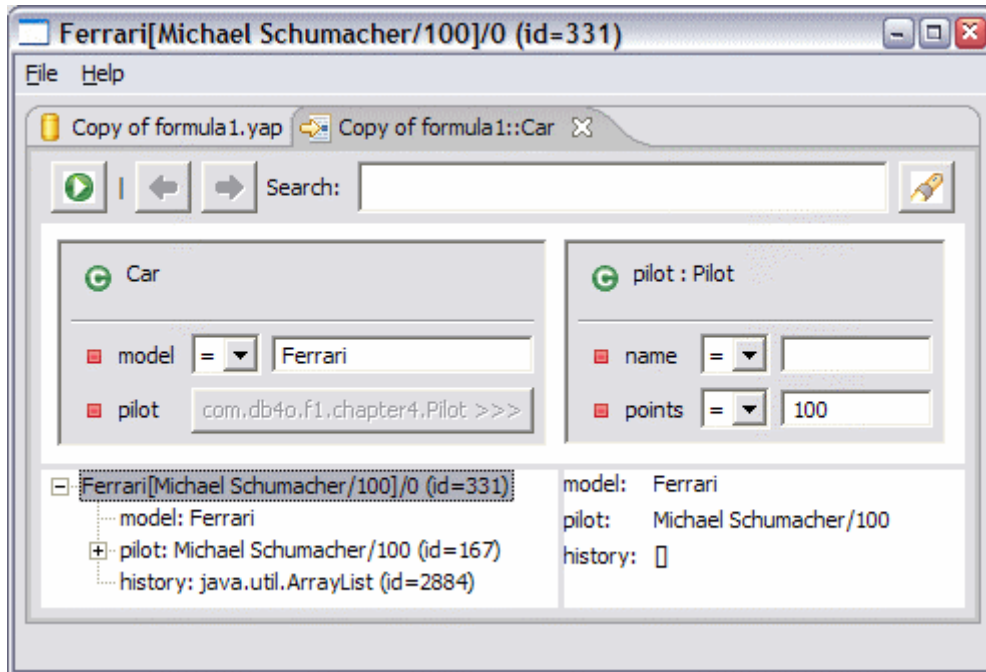 Ferrari[Michael Schumacher/100]/0 (id=331)
File Help
Copy of formula1.yap Copy of formula1::Car
Search:
Car
model = Ferrari
pilot com.db4o.f1.chapter4.Pilot >>>
pilot : Pilot
name =
points = 100
Ferrari[Michael Schumacher/100]/0 (id=331)
model: Ferrari
pilot: Michael Schumacher/100 (id=167)
history: java.util.ArrayList (id=2884)
model: Ferrari
pilot: Michael Schumacher/100
history: []